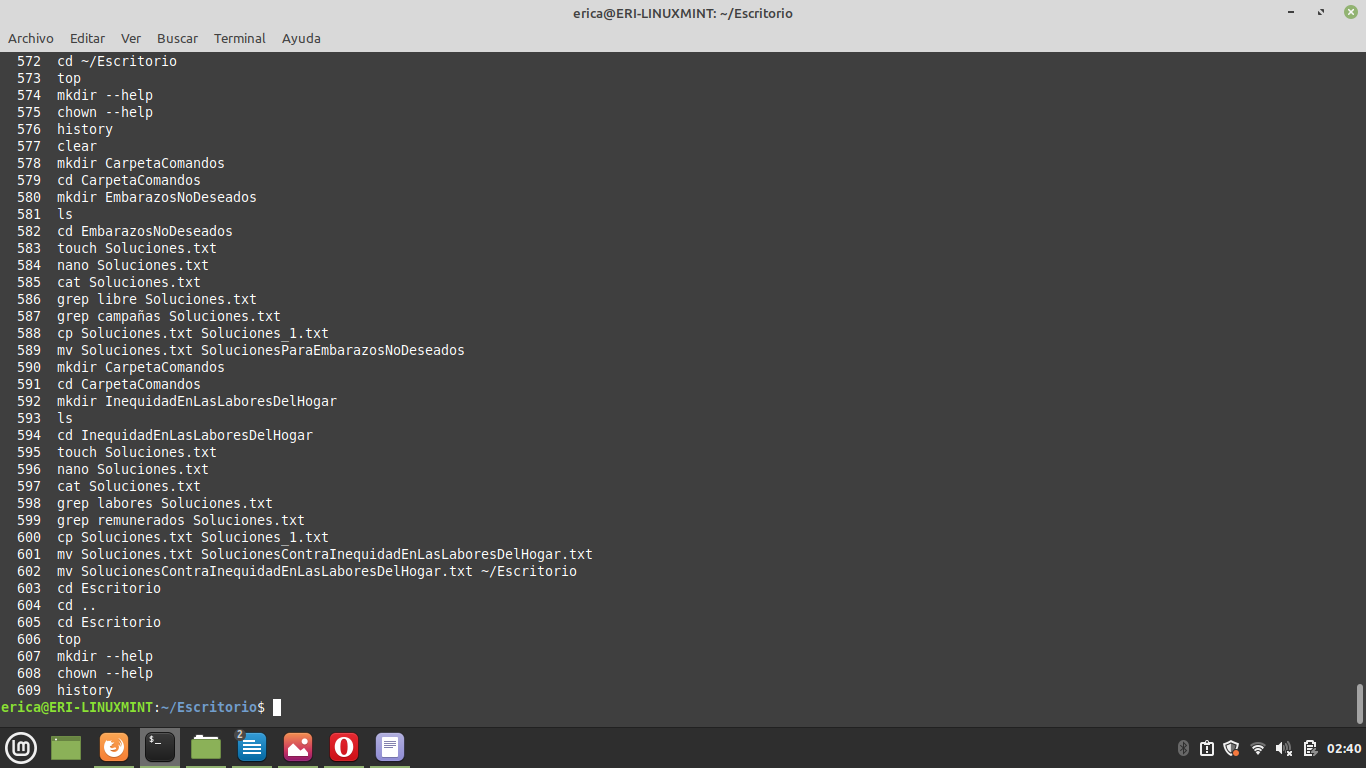 erica@ERI-LINUXMINT: ~/Escritorio
Archivo Editar Ver Buscar Terminal Ayuda
572 cd ~/Escritorio
573 top
574 mkdir --help
575 chown --help
576 history
577 clear
578 mkdir CarpetaComandos
579 cd CarpetaComandos
580 mkdir EmbarazosNoDeseados
581 ls
582 cd EmbarazosNoDeseados
583 touch Soluciones.txt
584 nano Soluciones.txt
585 cat Soluciones.txt
586 grep libre Soluciones.txt
587 grep campañas Soluciones.txt
588 cp Soluciones.txt Soluciones_1.txt
589 mv Soluciones.txt SolucionesParaEmbarazosNoDeseados
590 mkdir CarpetaComandos
591 cd CarpetaComandos
592 mkdir InequidadEnLasLaboresDelHogar
593 ls
594 cd InequidadEnLasLaboresDelHogar
595 touch Soluciones.txt
596 nano Soluciones.txt
597 cat Soluciones.txt
598 grep labores Soluciones.txt
599 grep remunerados Soluciones.txt
600 cp Soluciones.txt Soluciones_1.txt
601 mv Soluciones.txt SolucionesContraInequidadEnLasLaboresDelHogar.txt
602 mv SolucionesContraInequidadEnLasLaboresDelHogar.txt ~/Escritorio
603 cd Escritorio
604 cd ..
605 cd Escritorio
606 top
607 mkdir --help
608 chown --help
609 history
erica@ERI-LINUXMINT:~/Escritorio$
$_ 2 02:40